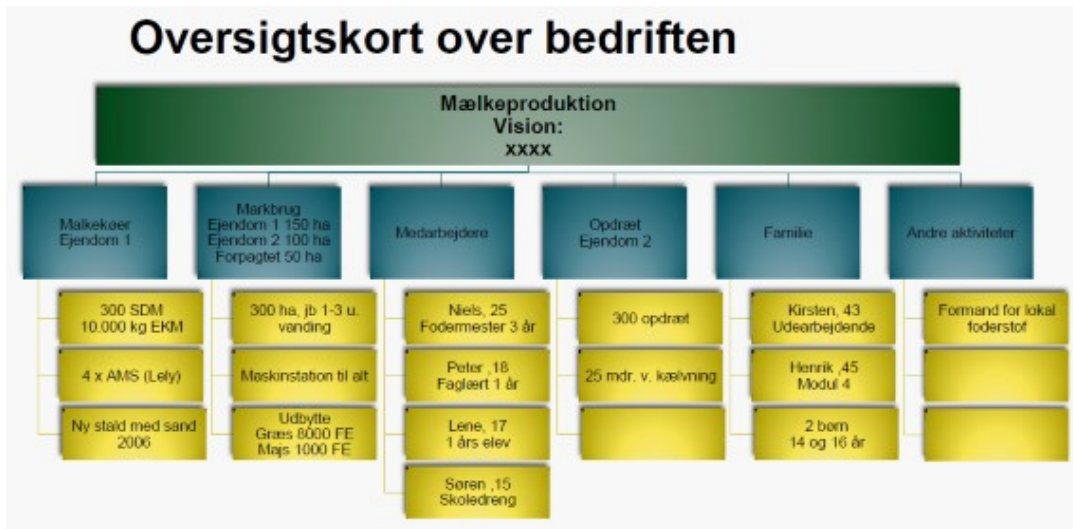 Oversigtskort over bedriften
Mælkeproduktion
Vision:
xxxx
Malkekøer
Ejendom 1
Markbrug
Ejendom 1 150 ha
Ejendom 2 100 ha
Forpagtet 50 ha
Medarbejdere
Opdræt
Ejendom 2
Familie
Andre aktiviteter
300 SDM
10.000 kg EKM
4 x AMS (Lely)
Ny stald med sand
2006
300 ha, jb 1-3 u.
vanding
Maskinstation til alt
Udbytte
Græs 8000 FE
Majs 1000 FE
Niels, 25
Fodermester 3 år
Peter ,18
Faglært 1 år
Lene, 17
1 års elev
Søren ,15
Skoledreng
300 opdræt
25 mdr. v. kælvning
Kirsten, 43
Udearbejdende
Henrik ,45
Modul 4
2 børn
14 og 16 år
Formand for lokal
foderstof